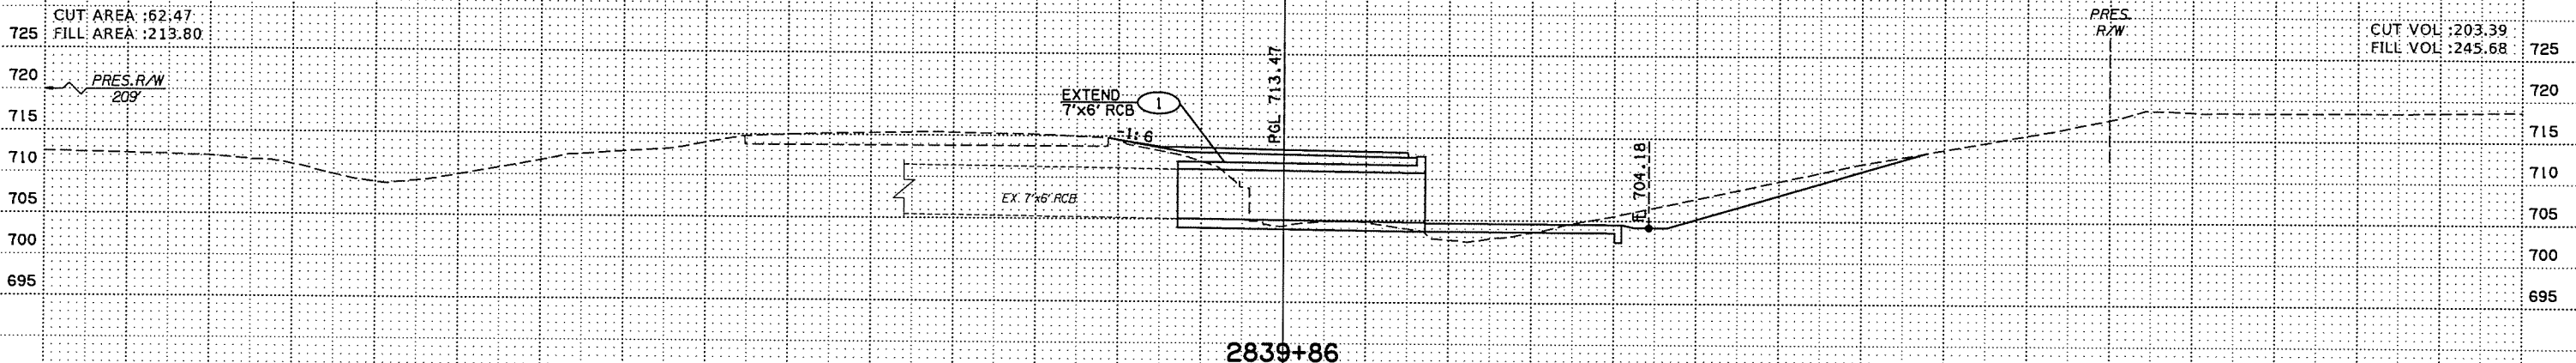 CUT AREA :62.47
FILL AREA :213.80
PRES.
R/W
CUT VOL :203.39
FILL VOL :245.68
725
725
720
PRES. R/W
209'
720
EXTEND
7'x6' RCB
1
PGL 713.47
715
-1:6
715
710
FL 704.18
710
705
EX. 7'x6' RCB
705
700
700
695
695
2839+86